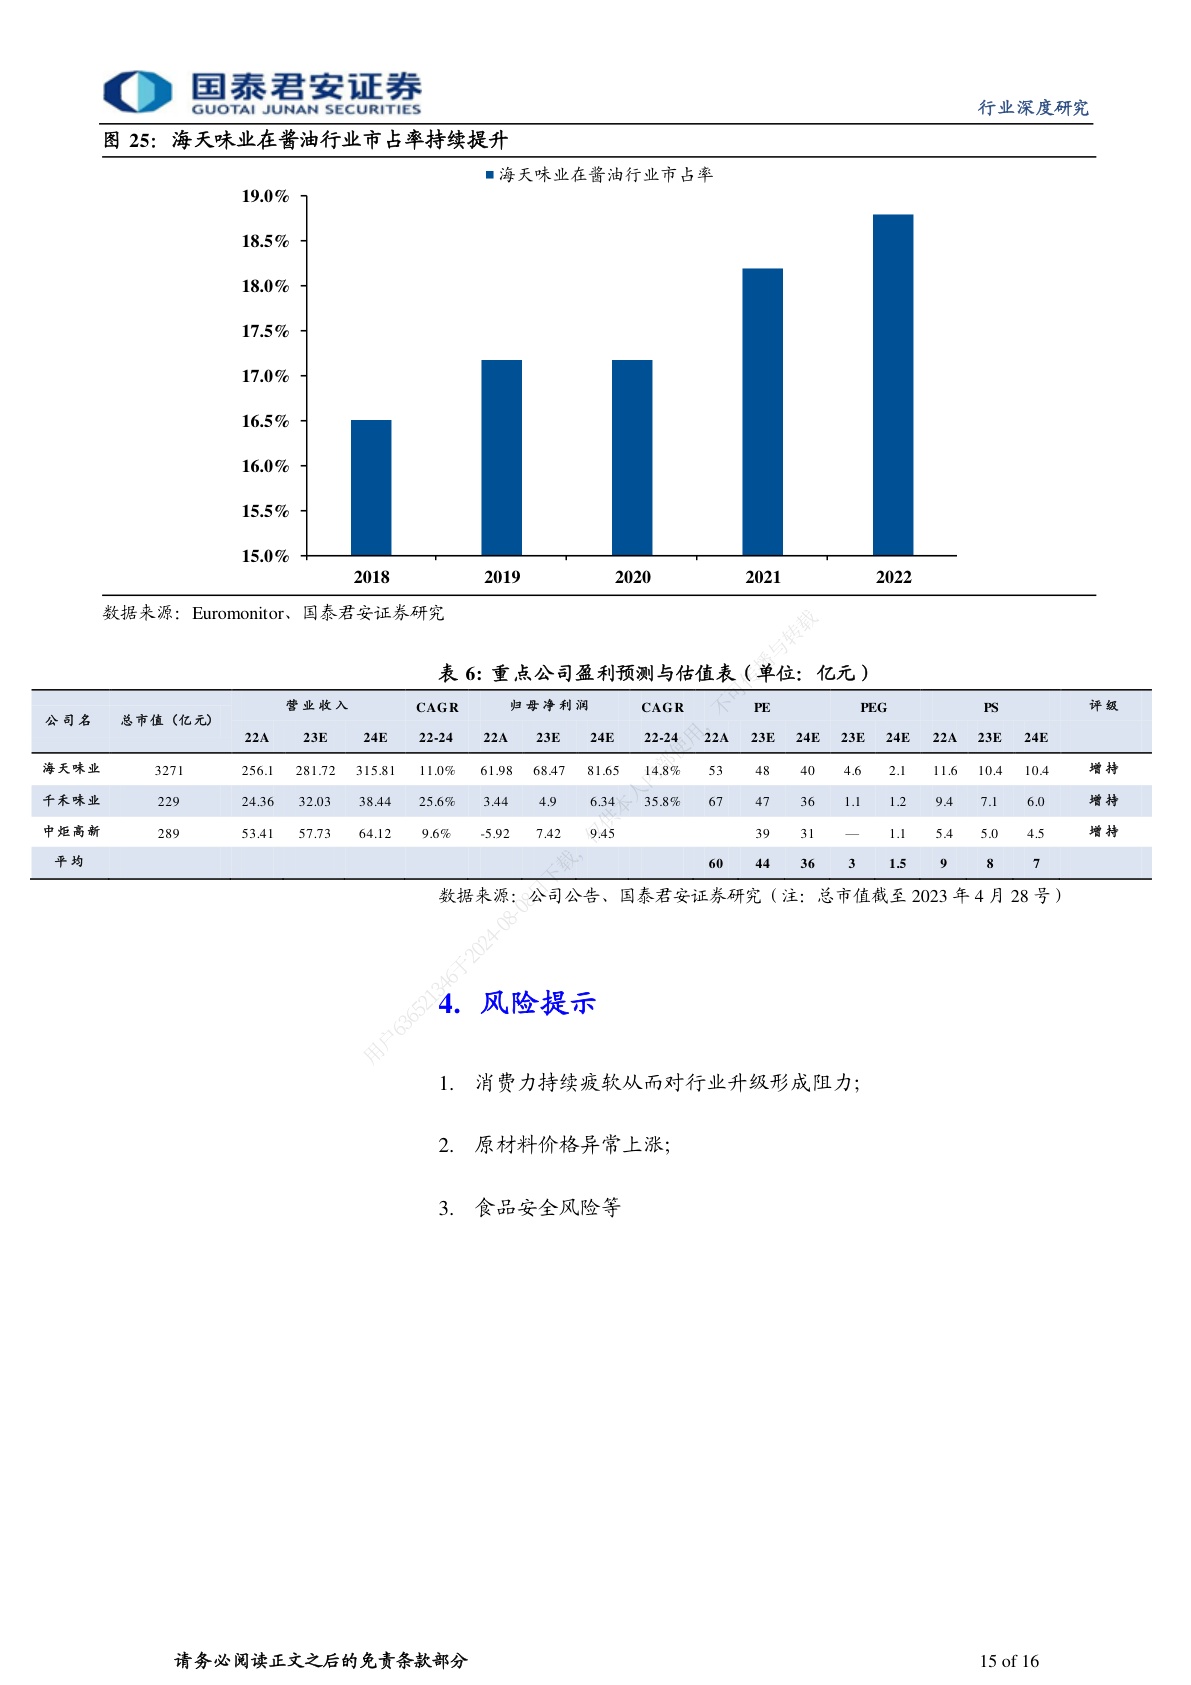 国泰君安证券
GUOTAI JUNAN SECURITIES
行业深度研究
图 25：海天味业在酱油行业市占率持续提升
海天味业在酱油行业市占率
19.0%
18.5%
18.0%
17.5%
17.0%
16.5%
16.0%
15.5%
15.0%
2018 2019 2020 2021 2022
数据来源：Euromonitor、国泰君安证券研究
表 6: 重点公司盈利预测与估值表（单位：亿元）
公司名 总市值（亿元） 营业收入 CAGR 归母净利润 CAGR PE PEG PS 评级
22A 23E 24E 22-24 22A 23E 24E 22-24 22A 23E 24E 23E 24E 22A 23E 24E
海天味业 3271 256.1 281.72 315.81 11.0% 61.98 68.47 81.65 14.8% 53 48 40 4.6 2.1 11.6 10.4 10.4 增持
千禾味业 229 24.36 32.03 38.44 25.6% 3.44 4.9 6.34 35.8% 67 47 36 1.1 1.2 9.4 7.1 6.0 增持
中炬高新 289 53.41 57.73 64.12 9.6% -5.92 7.42 9.45 39 31 — 1.1 5.4 5.0 4.5 增持
平均 60 44 36 3 1.5 9 8 7
数据来源：公司公告、国泰君安证券研究（注：总市值截至 2023 年 4 月 28 号）
4. 风险提示
1. 消费力持续疲软从而对行业升级形成阻力；
2. 原材料价格异常上涨；
3. 食品安全风险等
请务必阅读正文之后的免责条款部分
15 of 16